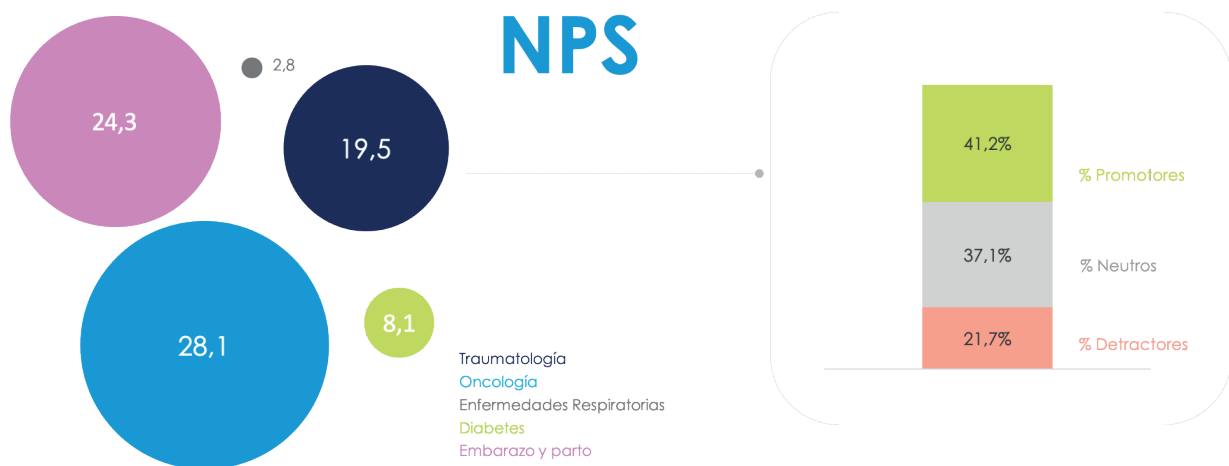 NPS
24,3
2,8
19,5
28,1
8,1
Traumatología
Oncología
Enfermedades Respiratorias
Diabetes
Embarazo y parto
41,2%
% Promotores
37,1%
% Neutros
21,7%
% Detractores